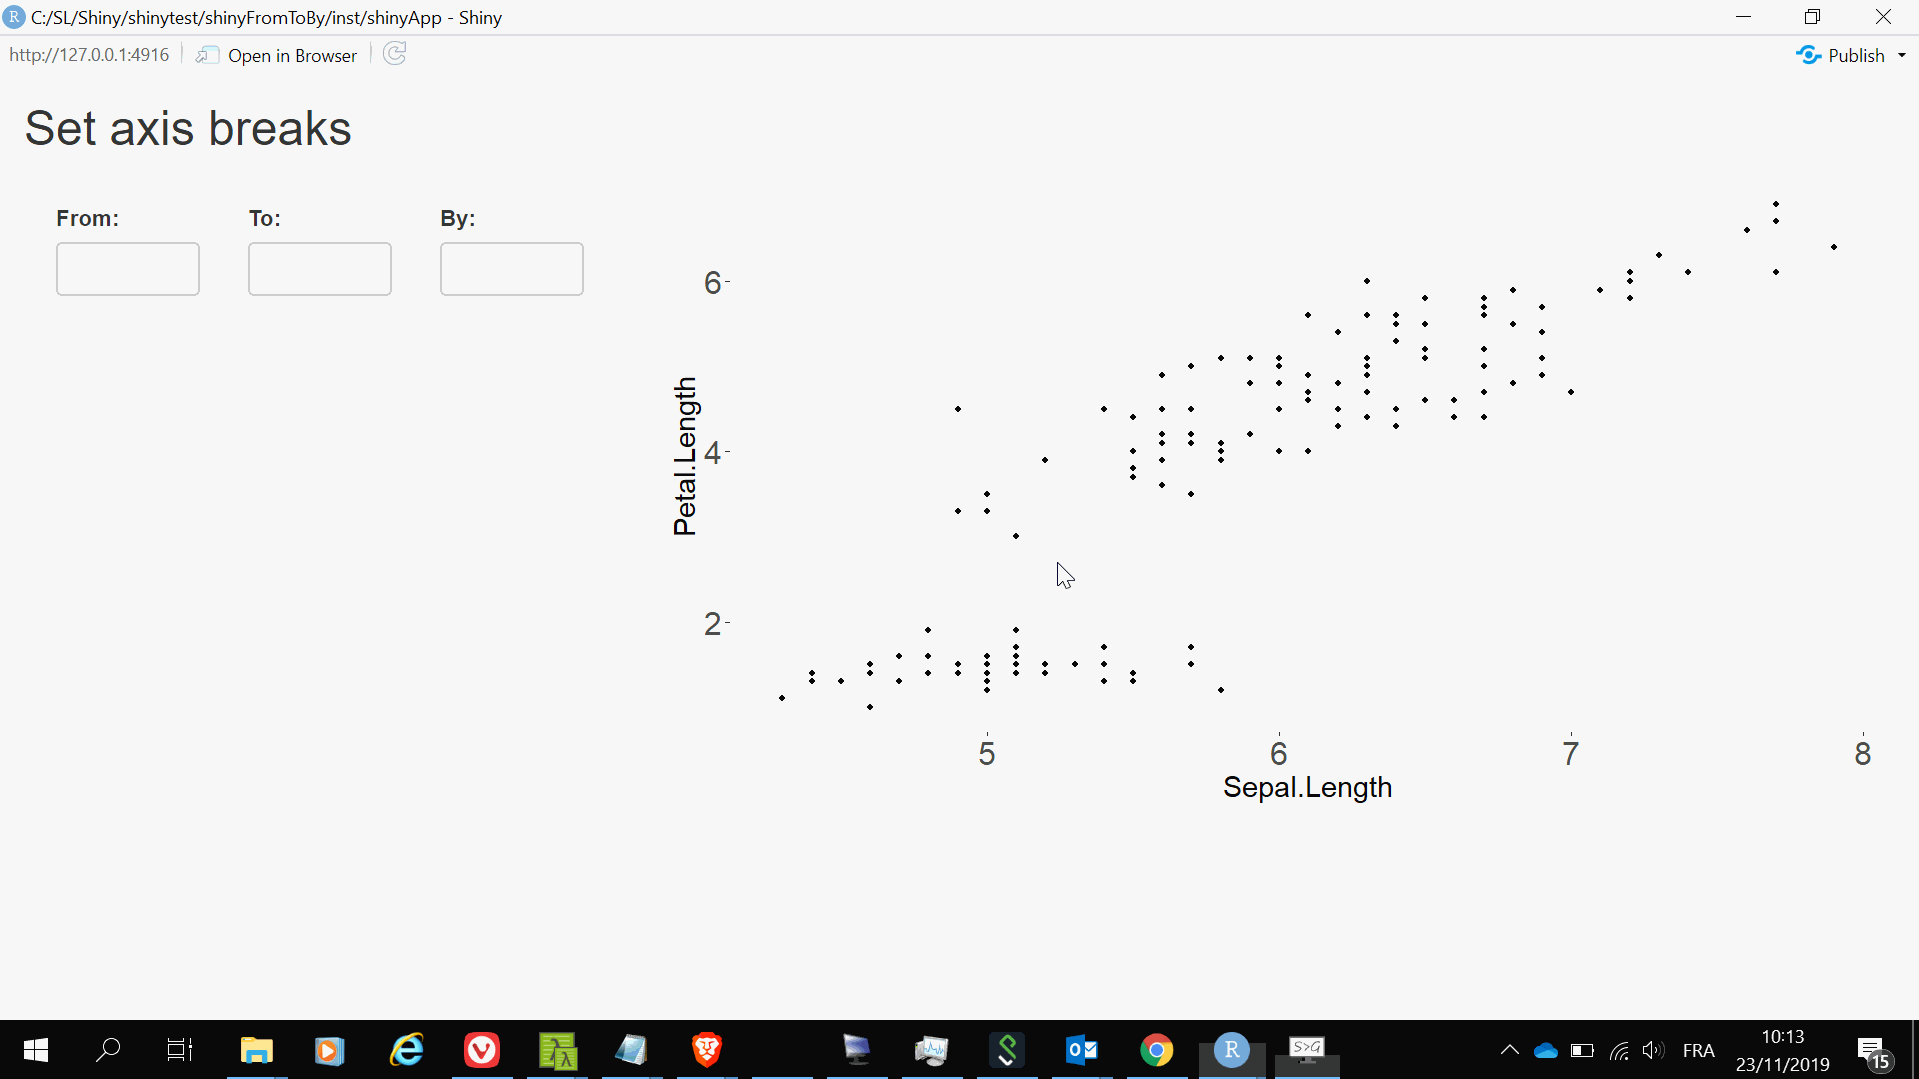 C:/SL/Shiny/shinytest/shinyFromToBy/inst/shinyApp - Shiny
http://127.0.0.1:4916 Open in Browser Publish
Set axis breaks
From: To: By:
6
4
2
Petal.Length
5 6 7 8
Sepal.Length
S>G
FRA
10:13
23/11/2019
15